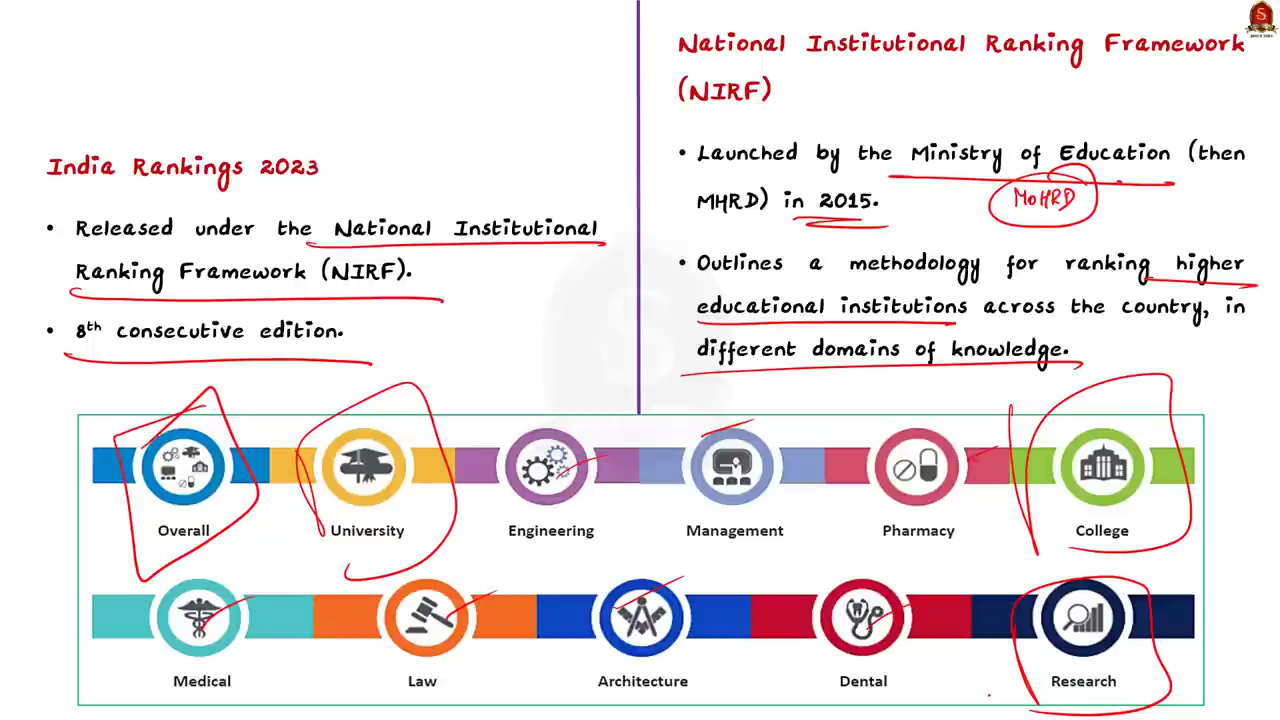 India Rankings 2023
• Released under the National Institutional
Ranking Framework (NIRF).
• 8th consecutive edition.
National Institutional Ranking Framework
(NIRF)
• Launched by the Ministry of Education (then
MHRD) in 2015.
MoHRD
• Outlines a methodology for ranking higher
educational institutions across the country, in
different domains of knowledge.
Overall
University
Engineering
Management
Pharmacy
College
Medical
Law
Architecture
Dental
Research
S